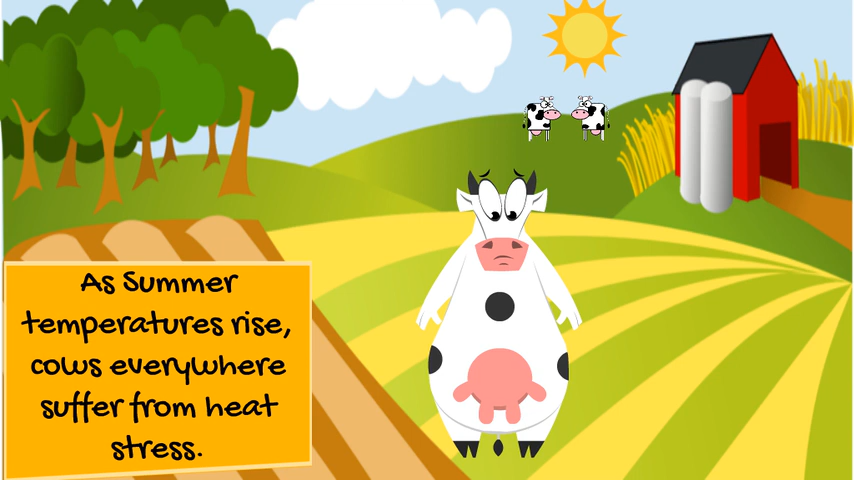 As Summer
temperatures rise,
cows everywhere
suffer from heat
stress.